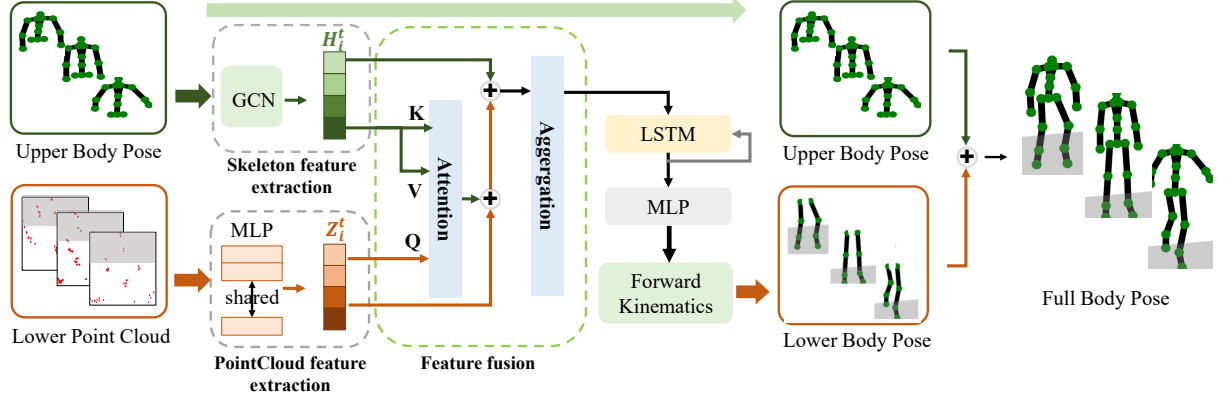 Upper Body Pose
GCN
H_i^t
Skeleton feature
extraction
Lower Point Cloud
MLP
shared
Z_i^t
PointCloud feature
extraction
K
V
Q
Attention
Aggergation
Feature fusion
LSTM
MLP
Forward
Kinematics
Upper Body Pose
Lower Body Pose
Full Body Pose